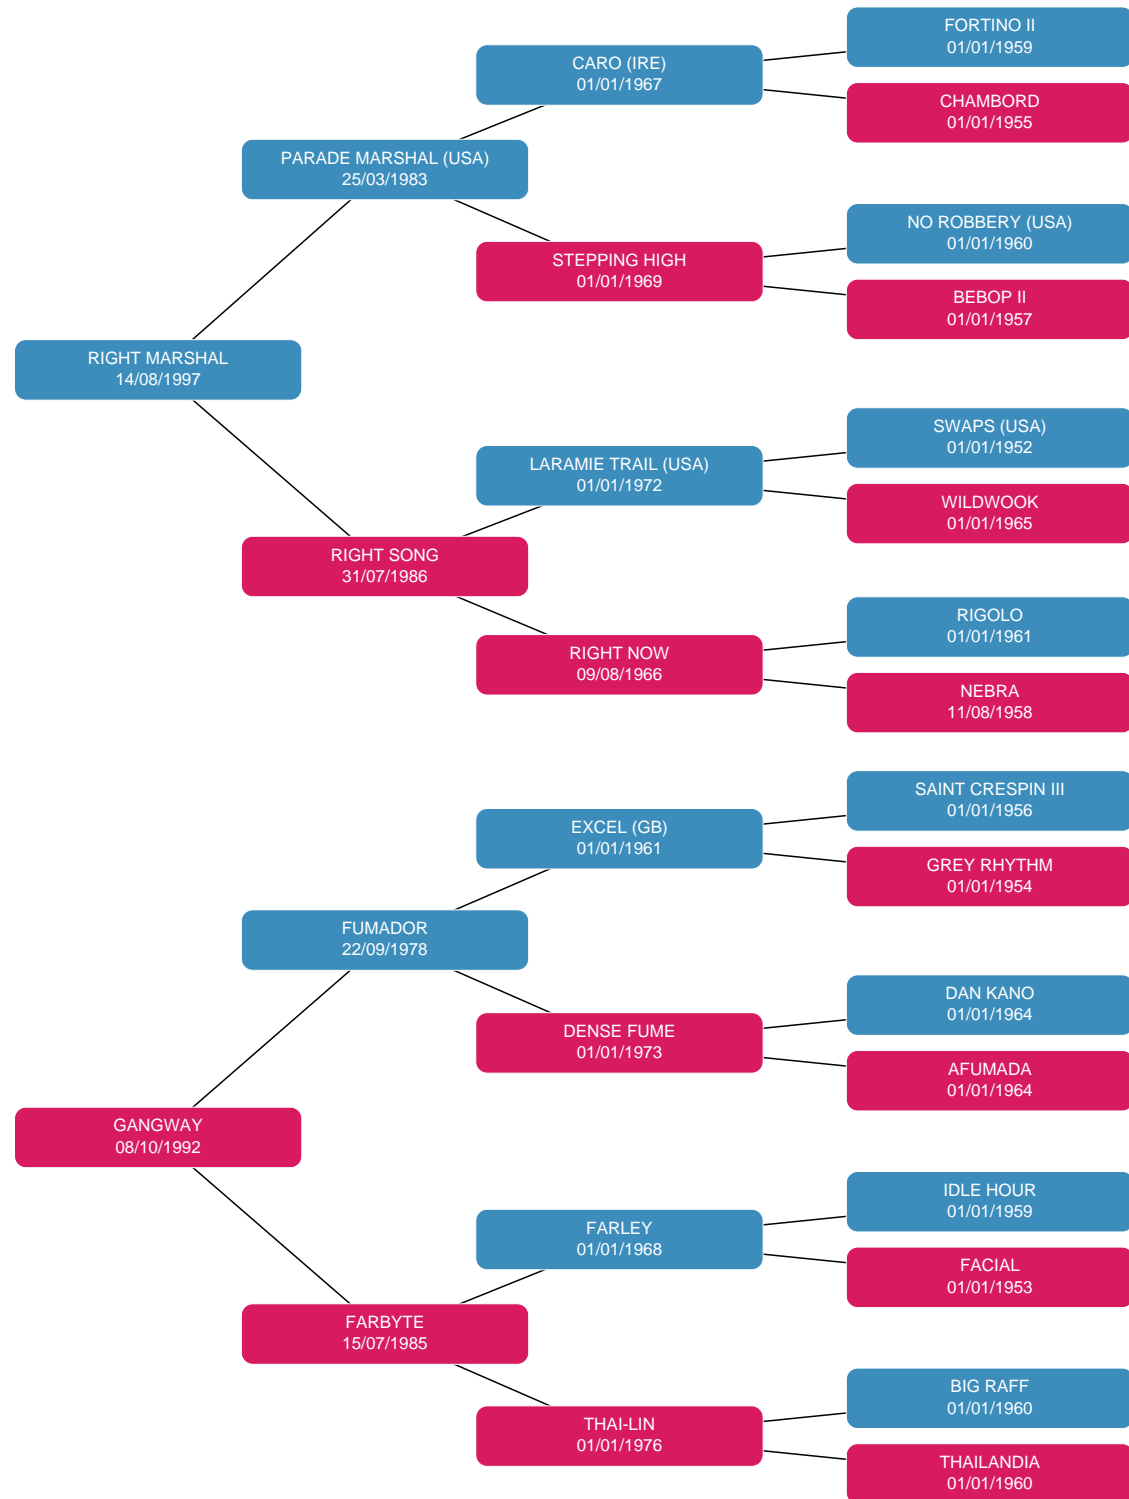 FORTINO II
01/01/1959
CARO (IRE)
01/01/1967
CHAMBORD
01/01/1955
PARADE MARSHAL (USA)
25/03/1983
NO ROBBERY (USA)
01/01/1960
STEPPING HIGH
01/01/1969
BEBOP II
01/01/1957
RIGHT MARSHAL
14/08/1997
SWAPS (USA)
01/01/1952
LARAMIE TRAIL (USA)
01/01/1972
WILDWOOK
01/01/1965
RIGHT SONG
31/07/1986
RIGOLO
01/01/1961
RIGHT NOW
09/08/1966
NEBRA
11/08/1958
SAINT CRESPIN III
01/01/1956
EXCEL (GB)
01/01/1961
GREY RHYTHM
01/01/1954
FUMADOR
22/09/1978
DAN KANO
01/01/1964
DENSE FUME
01/01/1973
AFUMADA
01/01/1964
GANGWAY
08/10/1992
IDLE HOUR
01/01/1959
FARLEY
01/01/1968
FACIAL
01/01/1953
FARBYTE
15/07/1985
BIG RAFF
01/01/1960
THAI-LIN
01/01/1976
THAILANDIA
01/01/1960